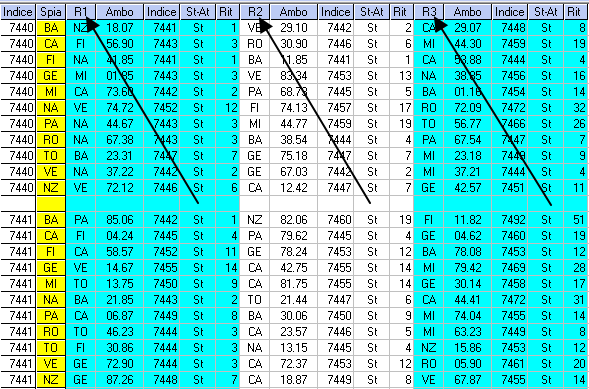 Indice Spia R1 Ambo Indice St-At Rit R2 Ambo Indice St-At Rit R3 Ambo Indice St-At Rit
7440 BA NZ 18.07 7441 St 1 VE 29.10 7442 St 2 CA 29.07 7448 St 8
7440 CA FI 56.90 7443 St 3 RO 30.90 7446 St 6 MI 44.30 7459 St 19
7440 FI NA 41.85 7441 St 1 BA 11.85 7441 St 1 CA 7444 St 4
7440 GE MI 7443 St 3 VE 83.34 7453 St 13 NA 7456 St 16
7440 MI CA 73.60 7442 St 2 PA 68.73 7445 St 5 BA 7454 St 14
7440 NA VE 74.72 7452 St 12 FI 74.13 7457 St 17 RO 72.09 7472 St 32
7440 PA NA 44.67 7443 St 3 MI 44.77 7459 St 19 TO 56.77 7466 St 26
7440 RO NA 67.38 7443 St 3 BA 38.54 7444 St 4 PA 67.54 7447 St 7
7440 TO BA 23.31 7447 St 7 GE 75.18 7447 St 7 MI 23.18 7449 St 9
7440 VE NA 37.22 7442 St 2 GE 67.03 7442 St 2 MI 37.21 7444 St 4
7440 NZ VE 72.12 7446 St 6 CA 12.42 7447 St 7 GE 42.57 7451 St 11
7441 BA PA 85.06 7442 St 1 NZ 82.06 7460 St 19 FI 11.82 7492 St 51
7441 CA FI 04.24 7445 St 4 PA 79.62 7445 St 4 GE 04.62 7460 St 19
7441 FI CA 58.57 7452 St 11 GE 78.24 7453 St 12 BA 78.08 7453 St 12
7441 GE VE 14.67 7455 St 14 GE 42.75 7455 St 14 MI 79.42 7469 St 28
7441 MI TO 13.75 7450 St 9 CA 81.75 7455 St 14 GE 30.14 7458 St 17
7441 NA BA 21.85 7443 St 2 TO 21.44 7447 St 6 CA 44.41 7472 St 31
7441 PA CA 06.87 7449 St 8 BA 30.06 7450 St 9 MI 74.04 7455 St 14
7441 RO TO 46.23 7444 St 3 CA 23.57 7446 St 5 MI 63.23 7449 St 8
7441 TO FI 30.86 7444 St 3 NA 13.15 7445 St 4 NZ 15.86 7453 St 12
7441 VE GE 72.90 7444 St 3 CA 72.37 7453 St 12 RO 05.90 7461 St 20
7441 NZ GE 87.26 7448 St 7 CA 18.87 7449 St 8 VE 67.87 7455 St 14